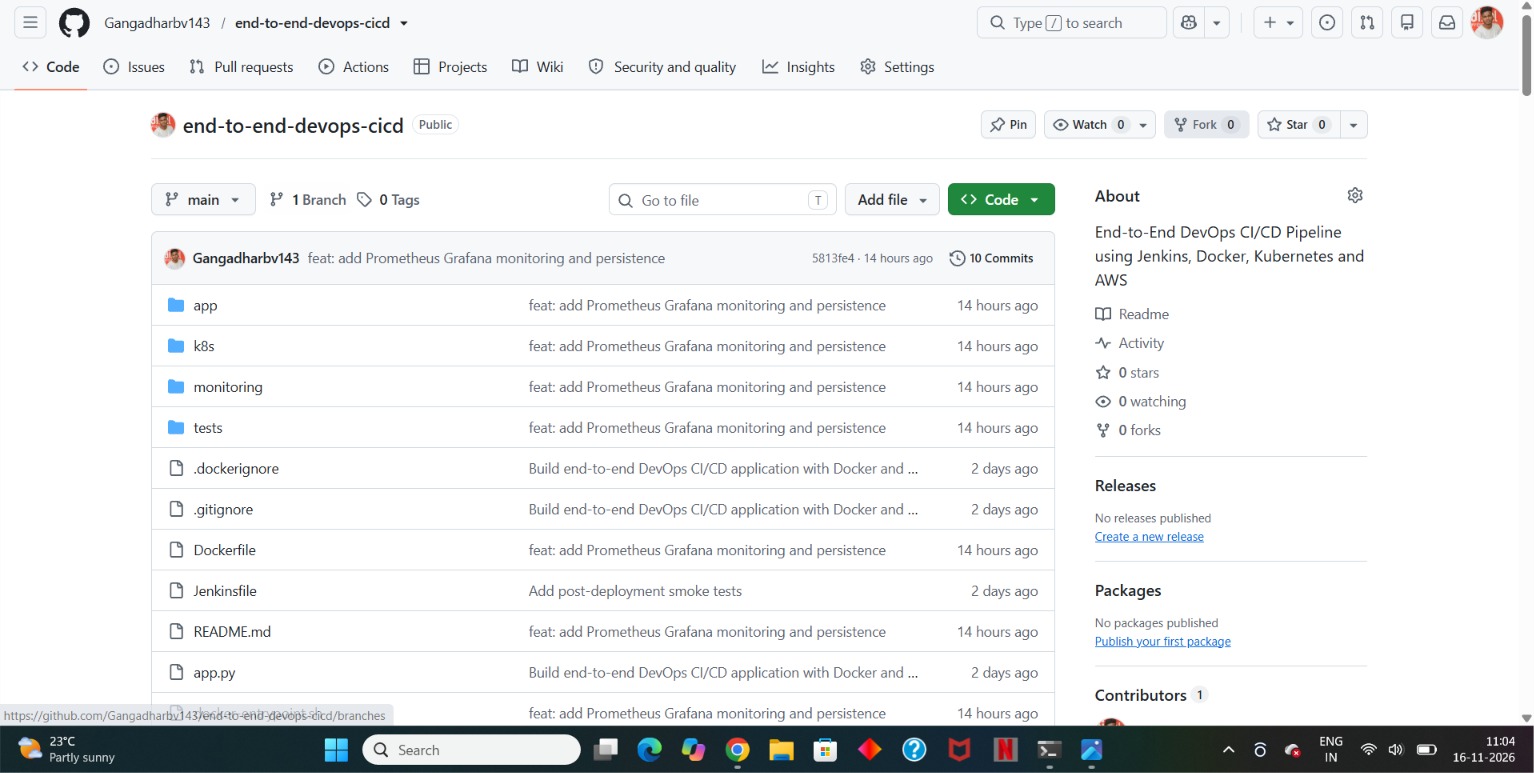 Gangadharbv143 / end-to-end-devops-cicd
Type / to search
Code Issues Pull requests Actions Projects Wiki Security and quality Insights Settings
end-to-end-devops-cicd Public
Pin Watch 0 Fork 0 Star 0
main 1 Branch 0 Tags Go to file T Add file Code
Gangadharbv143 feat: add Prometheus Grafana monitoring and persistence 5813fe4 · 14 hours ago 10 Commits
app feat: add Prometheus Grafana monitoring and persistence 14 hours ago
k8s feat: add Prometheus Grafana monitoring and persistence 14 hours ago
monitoring feat: add Prometheus Grafana monitoring and persistence 14 hours ago
tests feat: add Prometheus Grafana monitoring and persistence 14 hours ago
.dockerignore Build end-to-end DevOps CI/CD application with Docker and ... 2 days ago
.gitignore Build end-to-end DevOps CI/CD application with Docker and ... 2 days ago
Dockerfile feat: add Prometheus Grafana monitoring and persistence 14 hours ago
Jenkinsfile Add post-deployment smoke tests 2 days ago
README.md feat: add Prometheus Grafana monitoring and persistence 14 hours ago
app.py Build end-to-end DevOps CI/CD application with Docker and ... 2 days ago
feat: add Prometheus Grafana monitoring and persistence 14 hours ago
https://github.com/Gangadharbv143/end-to-end-devops-cicd/branches
About
End-to-End DevOps CI/CD Pipeline
using Jenkins, Docker, Kubernetes and
AWS
Readme
Activity
0 stars
0 watching
0 forks
Releases
No releases published
Create a new release
Packages
No packages published
Publish your first package
Contributors 1
23°C
Partly sunny
Search
ENG
IN
11:04
16-11-2026